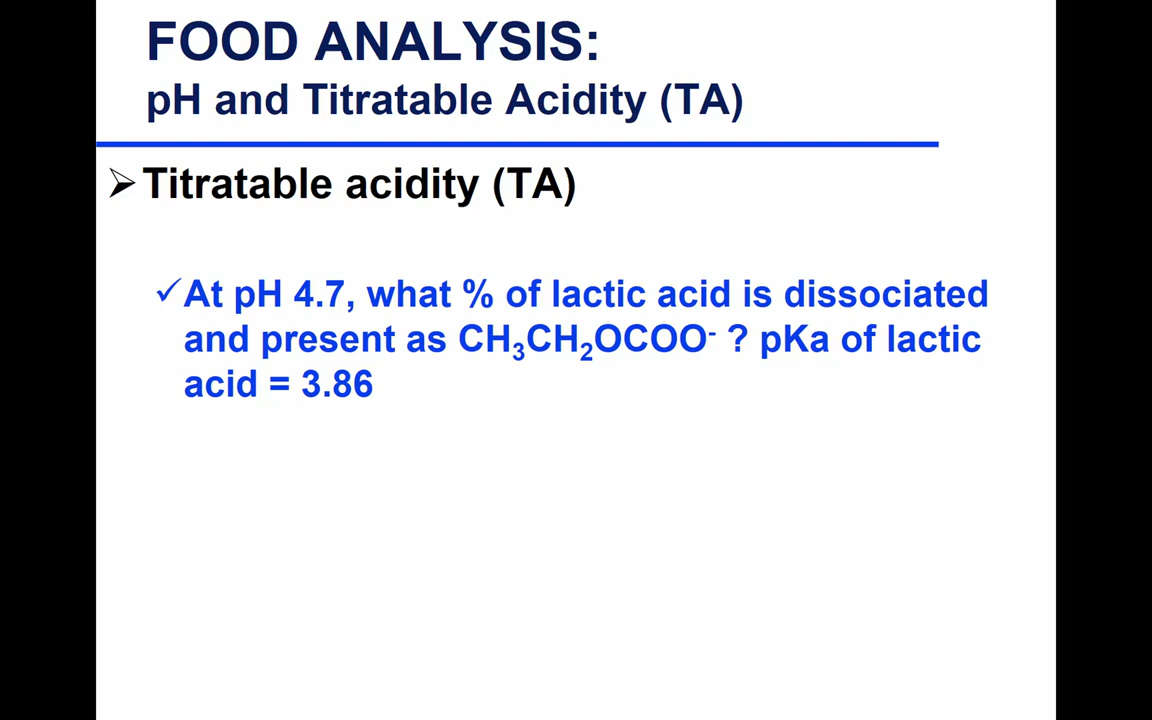 FOOD ANALYSIS:
pH and Titratable Acidity (TA)
➢ Titratable acidity (TA)
✓ At pH 4.7, what % of lactic acid is dissociated
and present as CH₃CH₂OCOO⁻ ? pKa of lactic
acid = 3.86